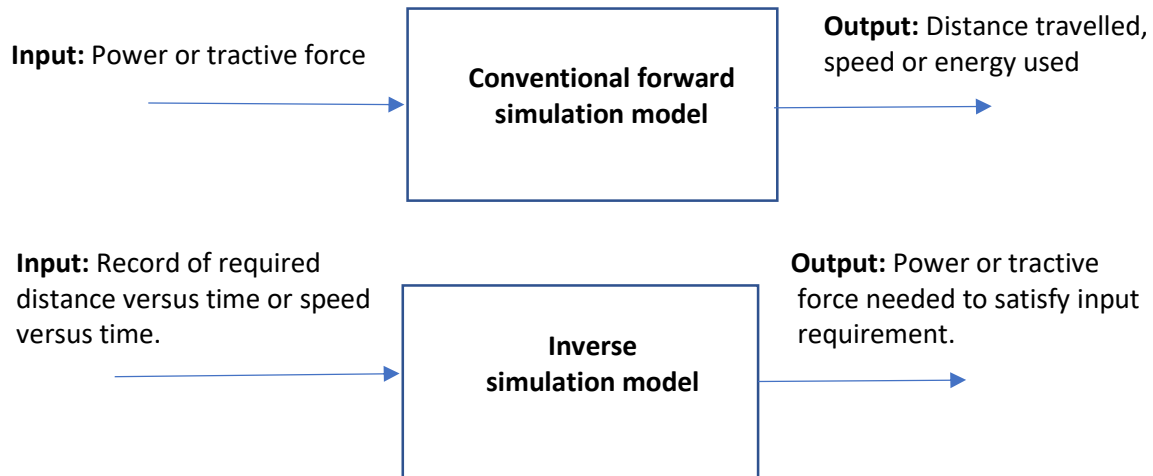 Input: Power or tractive force
Conventional forward
simulation model
Output: Distance travelled,
speed or energy used
Input: Record of required
distance versus time or speed
versus time.
Inverse
simulation model
Output: Power or tractive
force needed to satisfy input
requirement.